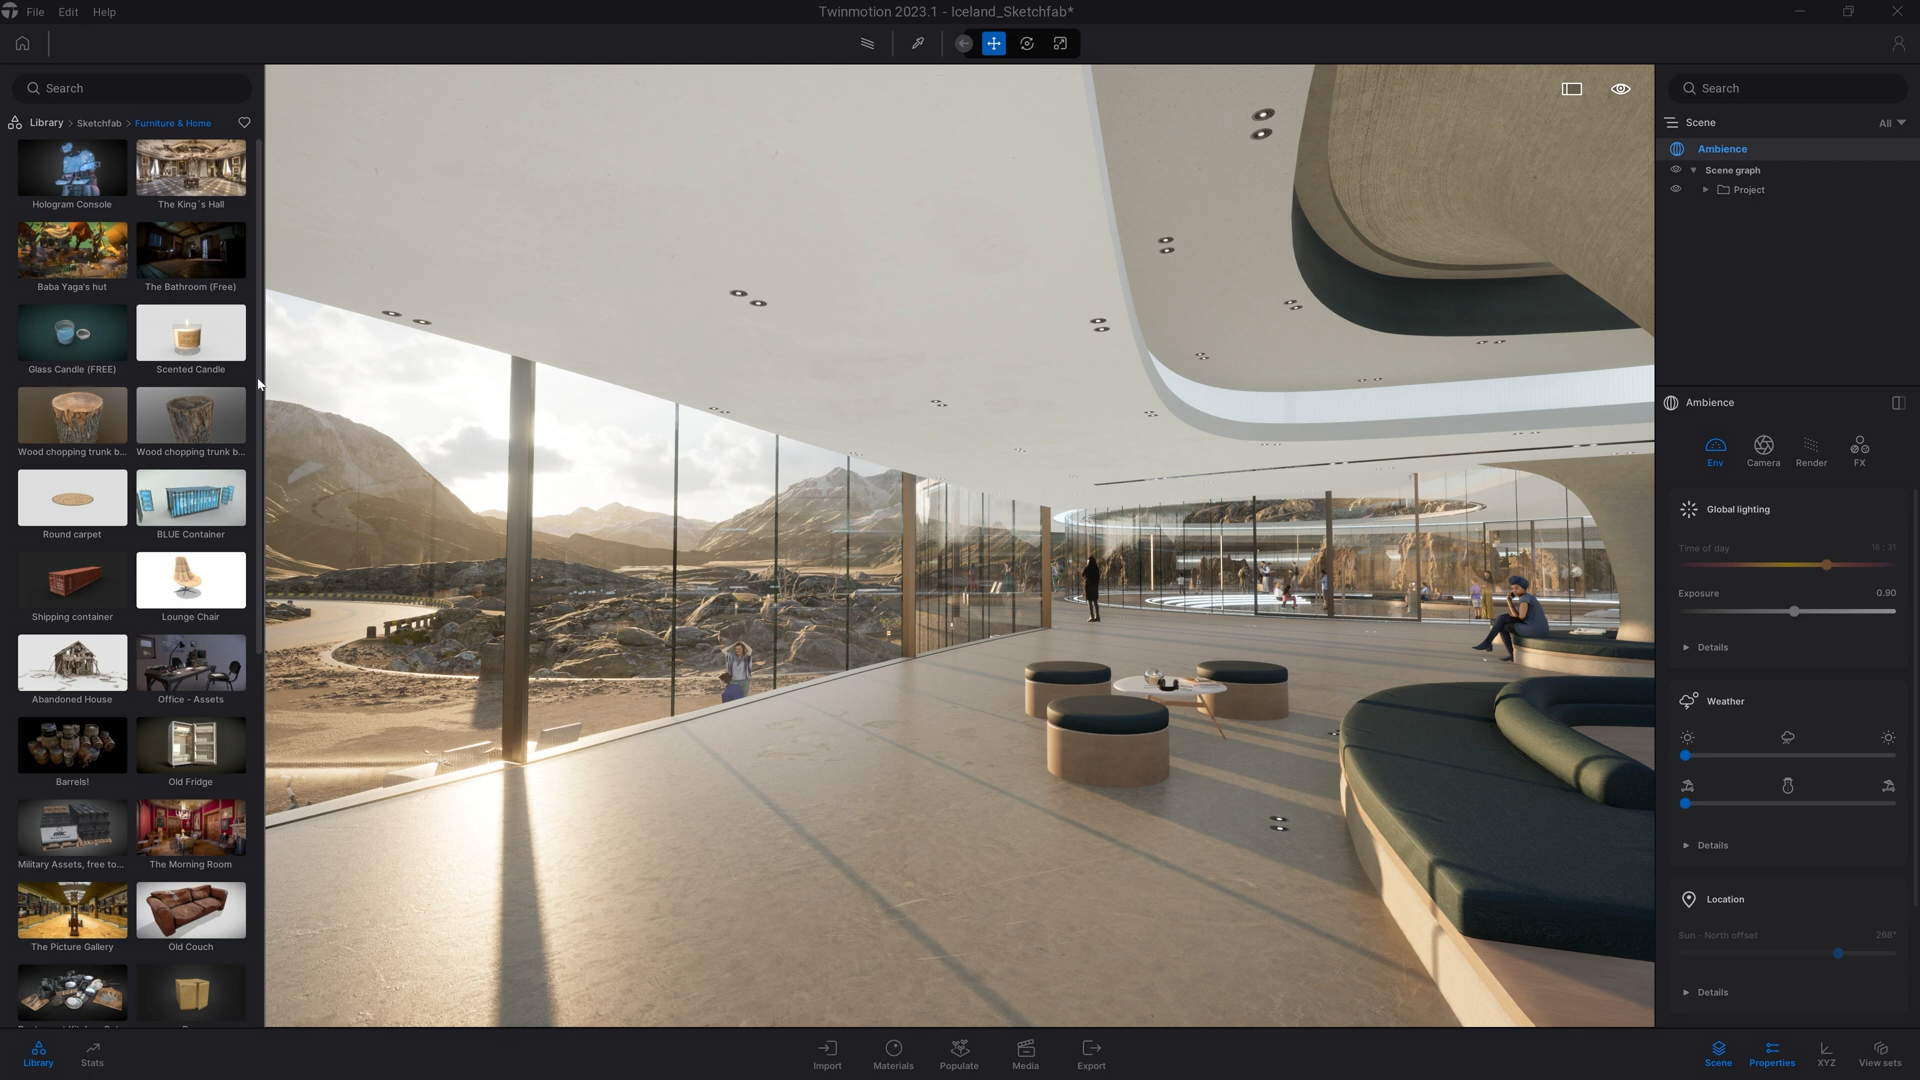 File Edit Help
Twinmotion 2023.1 - Iceland_Sketchfab*
Search
Library > Sketchfab > Furniture & Home
Hologram Console
The King´s Hall
Baba Yaga's hut
The Bathroom (Free)
Glass Candle (FREE)
Scented Candle
Wood chopping trunk b...
Wood chopping trunk b...
Round carpet
BLUE Container
Shipping container
Lounge Chair
Abandoned House
Office - Assets
Barrels!
Old Fridge
Military Assets, free to...
The Morning Room
The Picture Gallery
Old Couch
Library
Stats
Import
Materials
Populate
Media
Export
Search
Scene
All
Ambience
Scene graph
Project
Ambience
Env
Camera
Render
FX
Global lighting
Time of day 16 : 31
Exposure 0.90
Details
Weather
Details
Location
Sun - North offset 268°
Details
Scene
Properties
XYZ
View sets